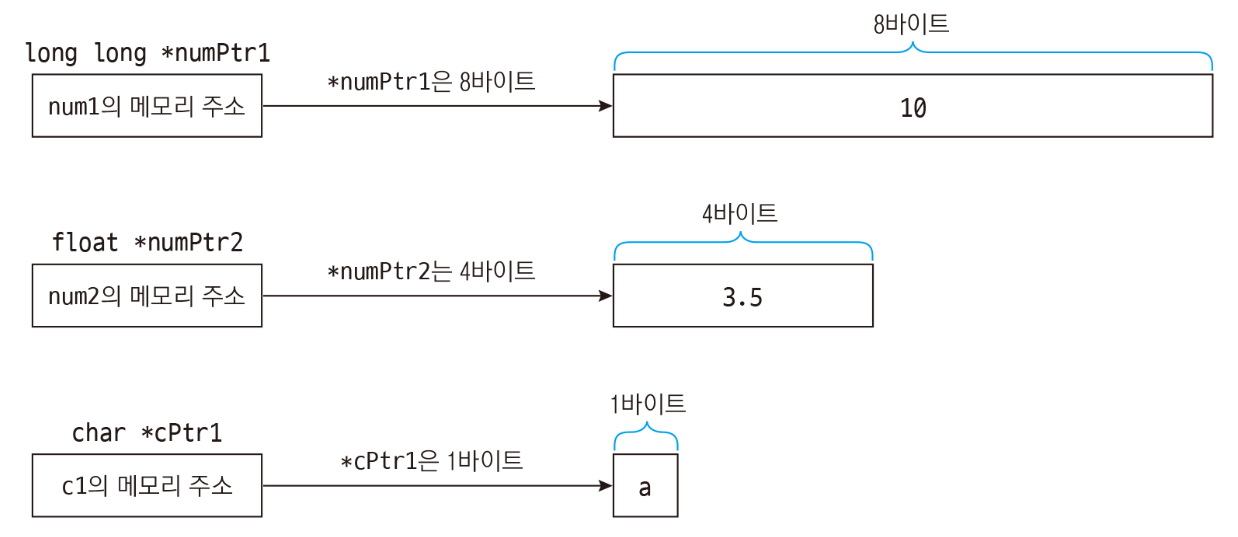 8바이트
long long *numPtr1
*numPtr1은 8바이트
num1의 메모리 주소
10
4바이트
float *numPtr2
*numPtr2는 4바이트
num2의 메모리 주소
3.5
1바이트
char *cPtr1
*cPtr1은 1바이트
c1의 메모리 주소
a